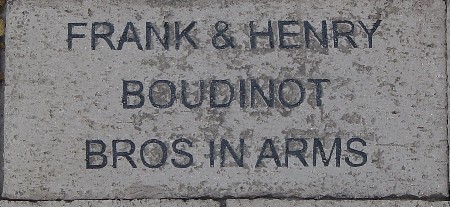 FRANK & HENRY
BOUDINOT
BROS IN ARMS